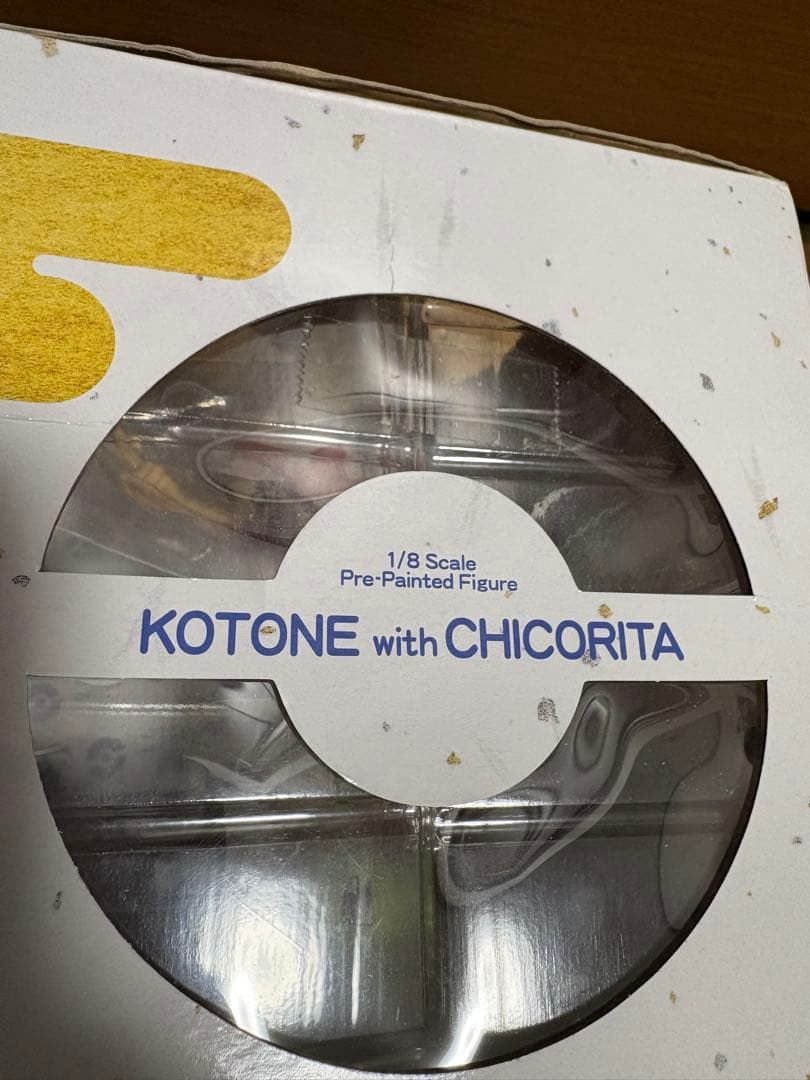 1/8 Scale
Pre-Painted Figure
KOTONE with CHICORITA